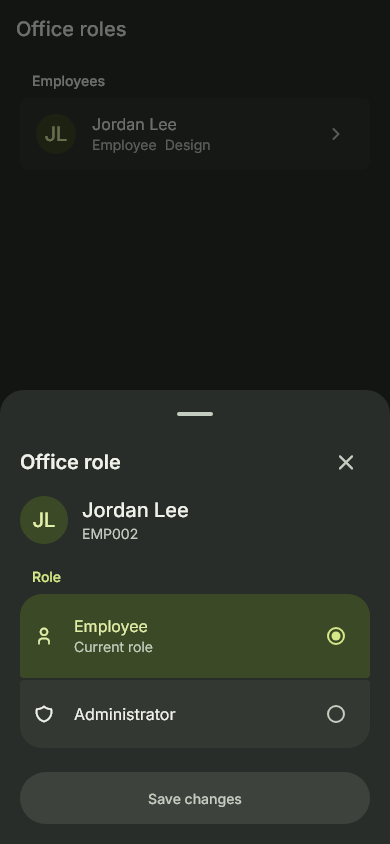 Office roles
Employees
JL
Jordan Lee
Employee Design
Office role
JL
Jordan Lee
EMP002
Role
Employee
Current role
Administrator
Save changes